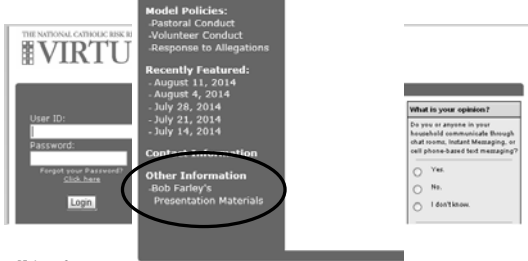 THE NATIONAL CATHOLIC RISK R
VIRTU
User ID:
Password:
Forgot your Password?
Click here
Login
Model Policies:
-Pastoral Conduct
-Volunteer Conduct
-Response to Allegations
Recently Featured:
- August 11, 2014
- August 4, 2014
- July 28, 2014
- July 21, 2014
- July 14, 2014
Contact Information
Other Information
-Bob Farley's
Presentation Materials
What is your opinion?
Do you or anyone in your
household communicate through
chat rooms, Instant Messaging, or
cell phone-based text messaging?
Yes.
No.
I don't know.